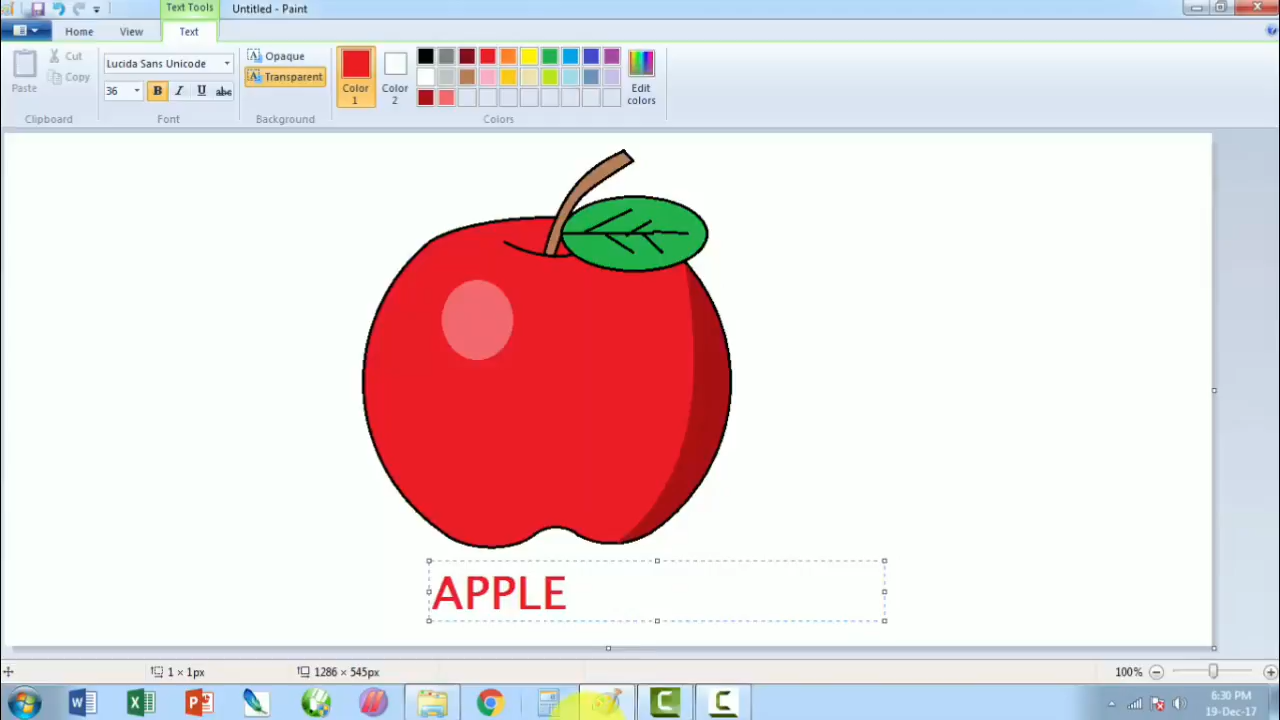 Text Tools
Untitled - Paint
Home
View
Text
Paste
Cut
Copy
Clipboard
Lucida Sans Unicode
36
B
I
U
abc
Font
Opaque
Transparent
Background
Color
1
Color
2
Edit
colors
Colors
APPLE
1 × 1px
1286 × 545px
100%
6:30 PM
19-Dec-17